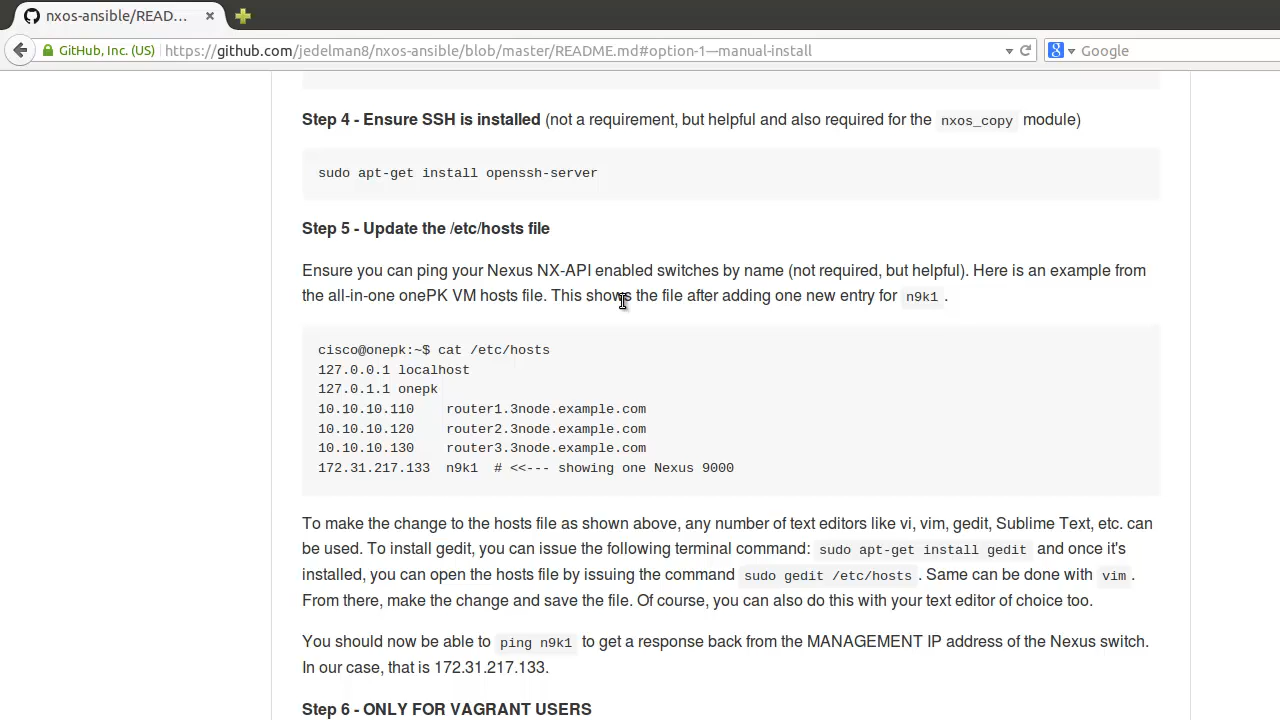 nxos-ansible/READ...
GitHub, Inc. (US)
https://github.com/jedelman8/nxos-ansible/blob/master/README.md#option-1—manual-install
Google
Step 4 - Ensure SSH is installed (not a requirement, but helpful and also required for the nxos_copy module)
sudo apt-get install openssh-server
Step 5 - Update the /etc/hosts file
Ensure you can ping your Nexus NX-API enabled switches by name (not required, but helpful). Here is an example from
the all-in-one onePK VM hosts file. This shows the file after adding one new entry for n9k1.
cisco@onepk:~$ cat /etc/hosts
127.0.0.1 localhost
127.0.1.1 onepk
10.10.10.110    router1.3node.example.com
10.10.10.120    router2.3node.example.com
10.10.10.130    router3.3node.example.com
172.31.217.133  n9k1  # <<--- showing one Nexus 9000
To make the change to the hosts file as shown above, any number of text editors like vi, vim, gedit, Sublime Text, etc. can
be used. To install gedit, you can issue the following terminal command: sudo apt-get install gedit and once it's
installed, you can open the hosts file by issuing the command sudo gedit /etc/hosts. Same can be done with vim.
From there, make the change and save the file. Of course, you can also do this with your text editor of choice too.
You should now be able to ping n9k1 to get a response back from the MANAGEMENT IP address of the Nexus switch.
In our case, that is 172.31.217.133.
Step 6 - ONLY FOR VAGRANT USERS